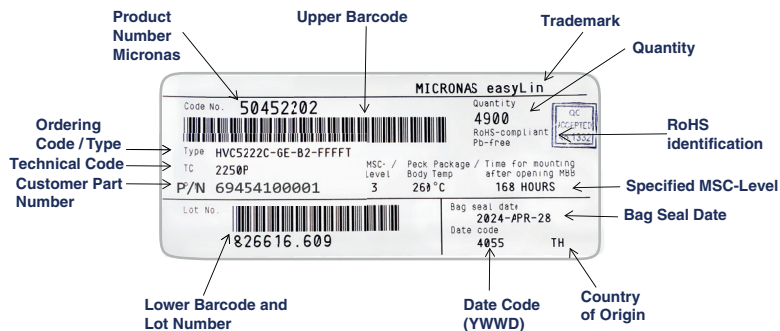 Product
Number
Micronas
Upper Barcode
Trademark
Quantity
MICRONAS easyLin
Code No. 50452202
Quantity
4900
RoHS-compliant
Pb-free
QC
ACCEPTED
1332
RoHS
identification
Ordering
Code / Type
Technical Code
Customer Part
Number
Type HVC5222C-GE-B2-FFFFT
TC 2250P
MSC- / Peck Package / Time for mounting
Level Body Temp after opening MBB
P/N 69454100001
3 260°C 168 HOURS
Specified MSC-Level
Lot No.
826616.609
Bag seal date
2024-APR-28
Date code
4055 TH
Bag Seal Date
Lower Barcode and
Lot Number
Date Code
(YWWD)
Country
of Origin